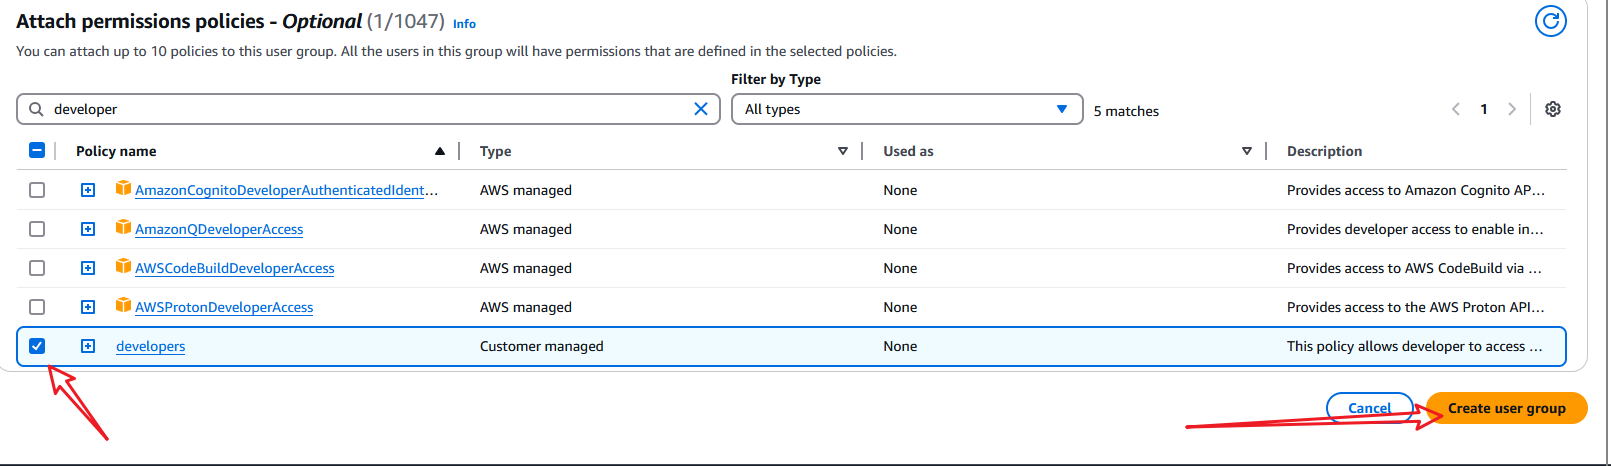 Attach permissions policies - Optional (1/1047) Info
You can attach up to 10 policies to this user group. All the users in this group will have permissions that are defined in the selected policies.
Filter by Type
developer All types 5 matches 1
Policy name Type Used as Description
AmazonCognitoDeveloperAuthenticatedIdent... AWS managed None Provides access to Amazon Cognito AP...
AmazonQDeveloperAccess AWS managed None Provides developer access to enable in...
AWSCodeBuildDeveloperAccess AWS managed None Provides access to AWS CodeBuild via ...
AWSProtonDeveloperAccess AWS managed None Provides access to the AWS Proton API...
developers Customer managed None This policy allows developer to access ...
Cancel Create user group